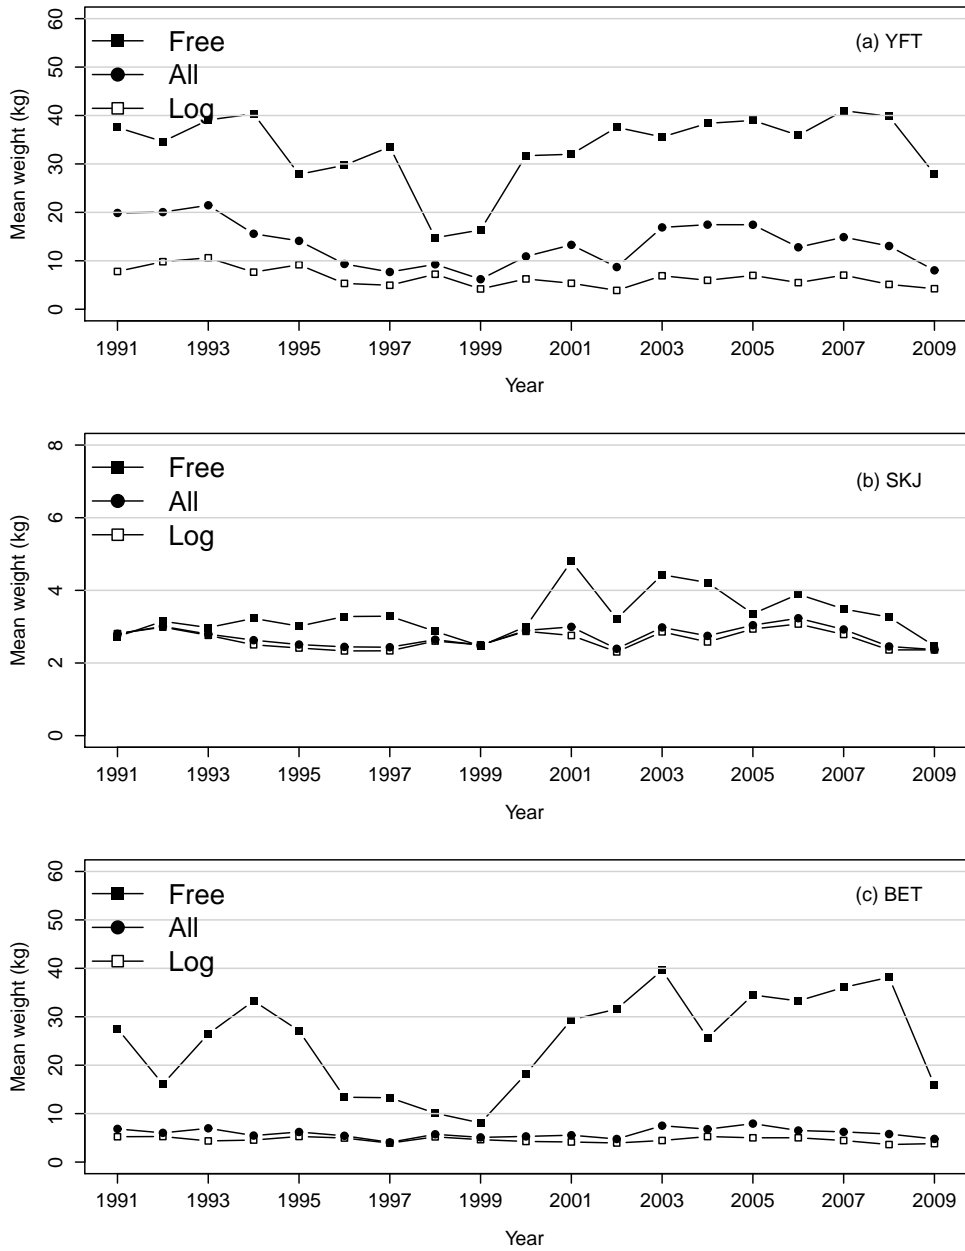 (a) YFT
Free
All
Log
Mean weight (kg)
60
50
40
30
20
10
0
1991 1993 1995 1997 1999 2001 2003 2005 2007 2009
Year
(b) SKJ
Free
All
Log
Mean weight (kg)
8
6
4
2
0
1991 1993 1995 1997 1999 2001 2003 2005 2007 2009
Year
(c) BET
Free
All
Log
Mean weight (kg)
60
50
40
30
20
10
0
1991 1993 1995 1997 1999 2001 2003 2005 2007 2009
Year